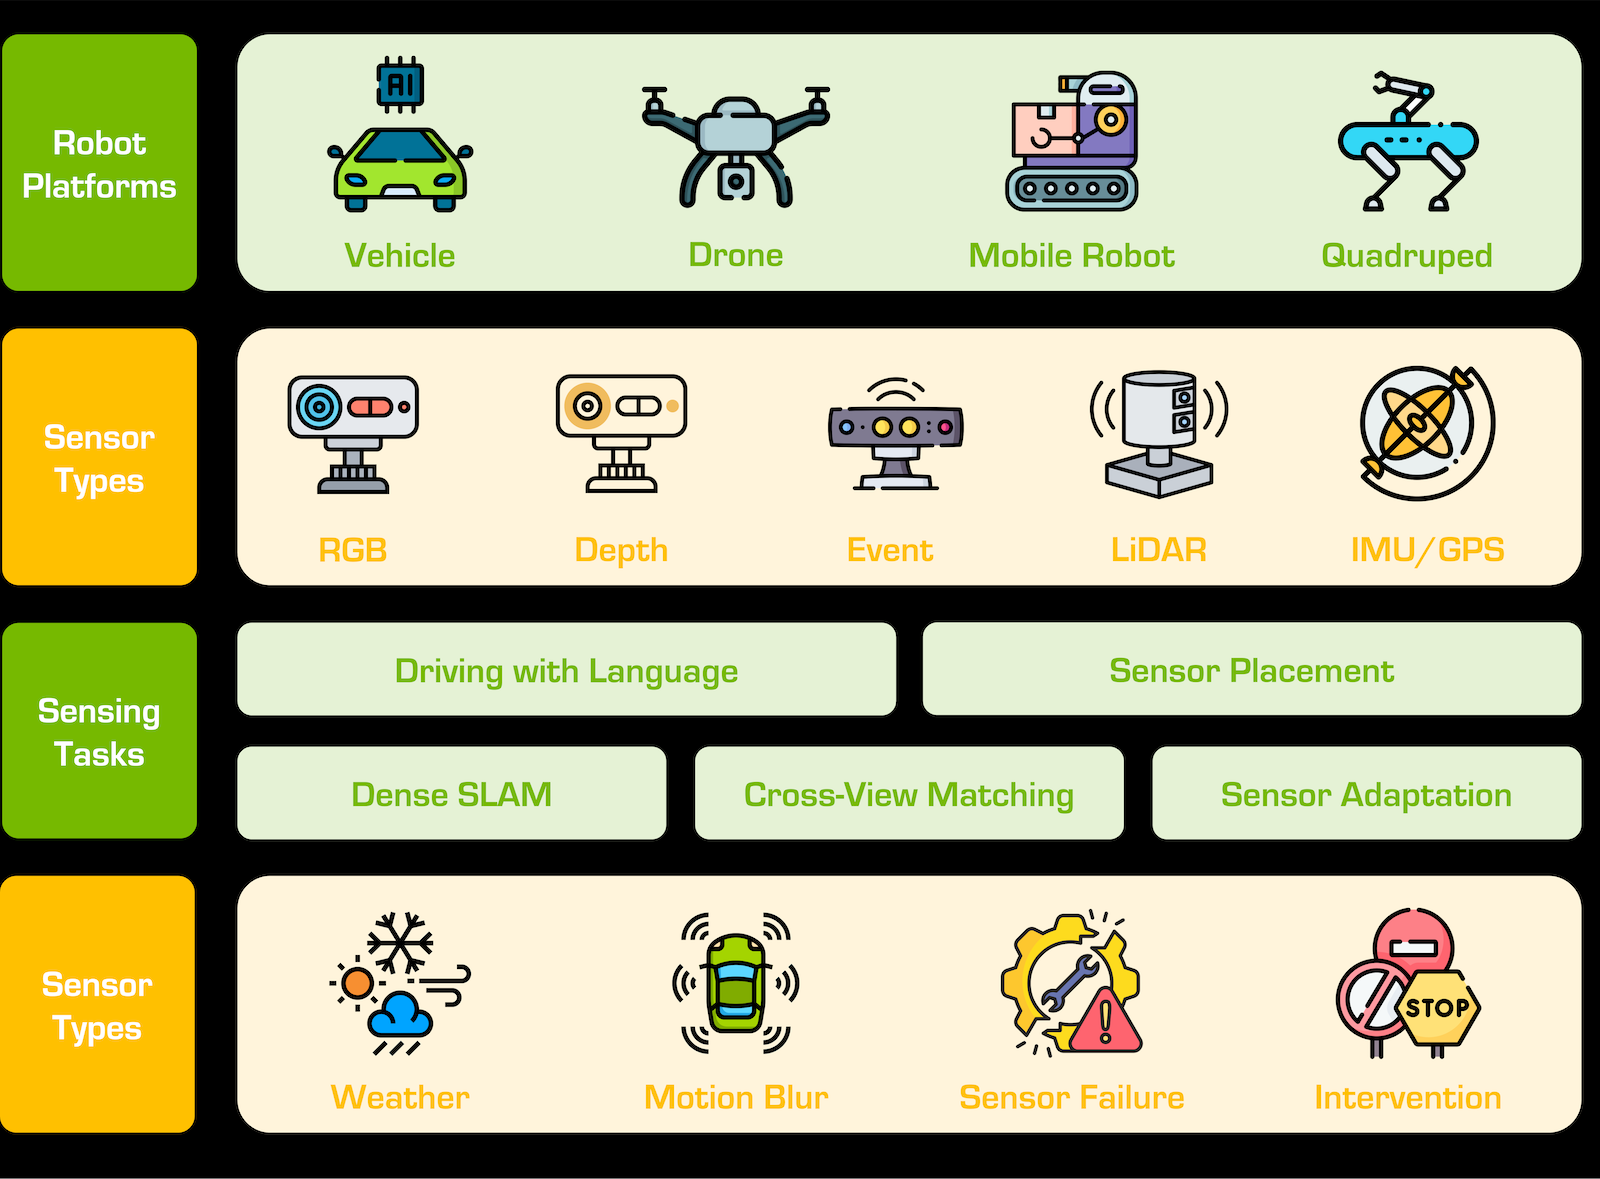 Robot
Platforms
AI
Vehicle
Drone
Mobile Robot
Quadruped
Sensor
Types
RGB
Depth
Event
LiDAR
IMU/GPS
Sensing
Tasks
Driving with Language
Sensor Placement
Dense SLAM
Cross-View Matching
Sensor Adaptation
Sensor
Types
STOP
Weather
Motion Blur
Sensor Failure
Intervention